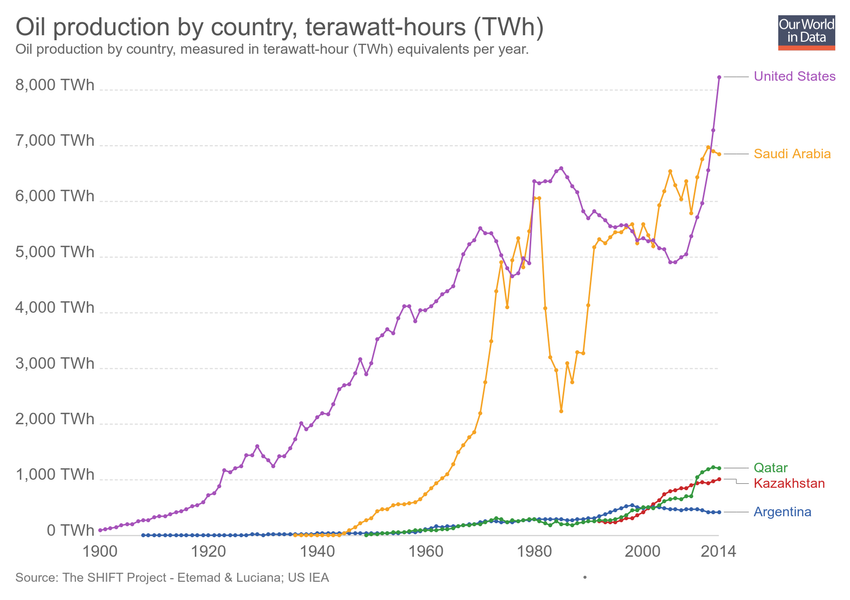 Oil production by country, terawatt-hours (TWh)
Oil production by country, measured in terawatt-hour (TWh) equivalents per year.
Our World
in Data
8,000 TWh
7,000 TWh
6,000 TWh
5,000 TWh
4,000 TWh
3,000 TWh
2,000 TWh
1,000 TWh
0 TWh
United States
Saudi Arabia
Qatar
Kazakhstan
Argentina
1900
1920
1940
1960
1980
2000
2014
Source: The SHIFT Project - Etemad & Luciana; US IEA